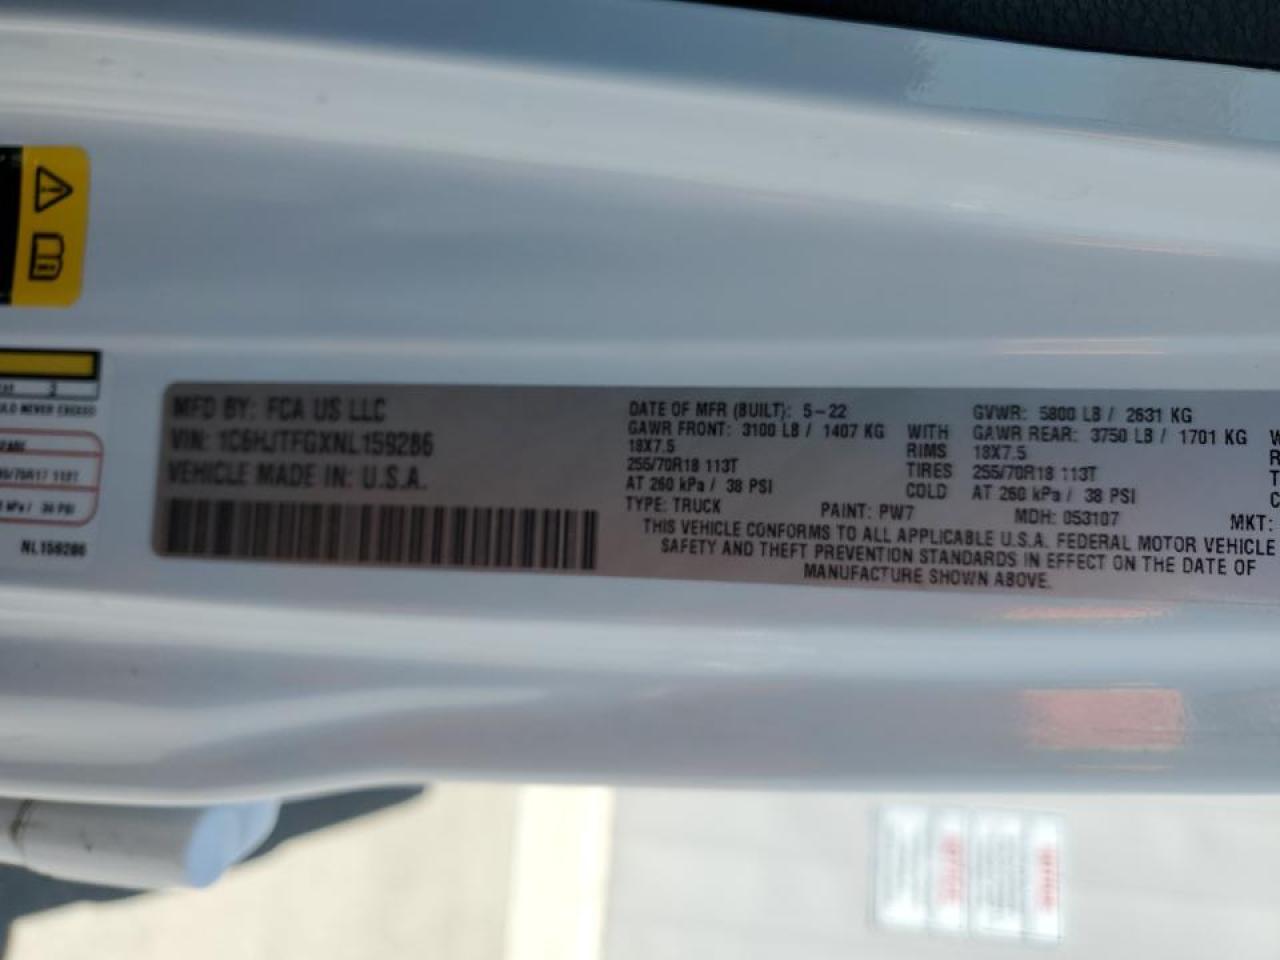 MFD BY: FCA US LLC
VIN: 1C6HJTFGXNL159286
VEHICLE MADE IN: U.S.A.
DATE OF MFR (BUILT): 5-22
GAWR FRONT: 3100 LB / 1407 KG WITH
18X7.5 RIMS
255/70R18 113T TIRES
AT 260 kPa / 38 PSI COLD
GVWR: 5800 LB / 2631 KG
GAWR REAR: 3750 LB / 1701 KG
18X7.5
255/70R18 113T
AT 260 kPa / 38 PSI
TYPE: TRUCK PAINT: PW7 MDH: 053107 MKT:
THIS VEHICLE CONFORMS TO ALL APPLICABLE U.S.A. FEDERAL MOTOR VEHICLE
SAFETY AND THEFT PREVENTION STANDARDS IN EFFECT ON THE DATE OF
MANUFACTURE SHOWN ABOVE.
NEVER EXCEED
NL159286